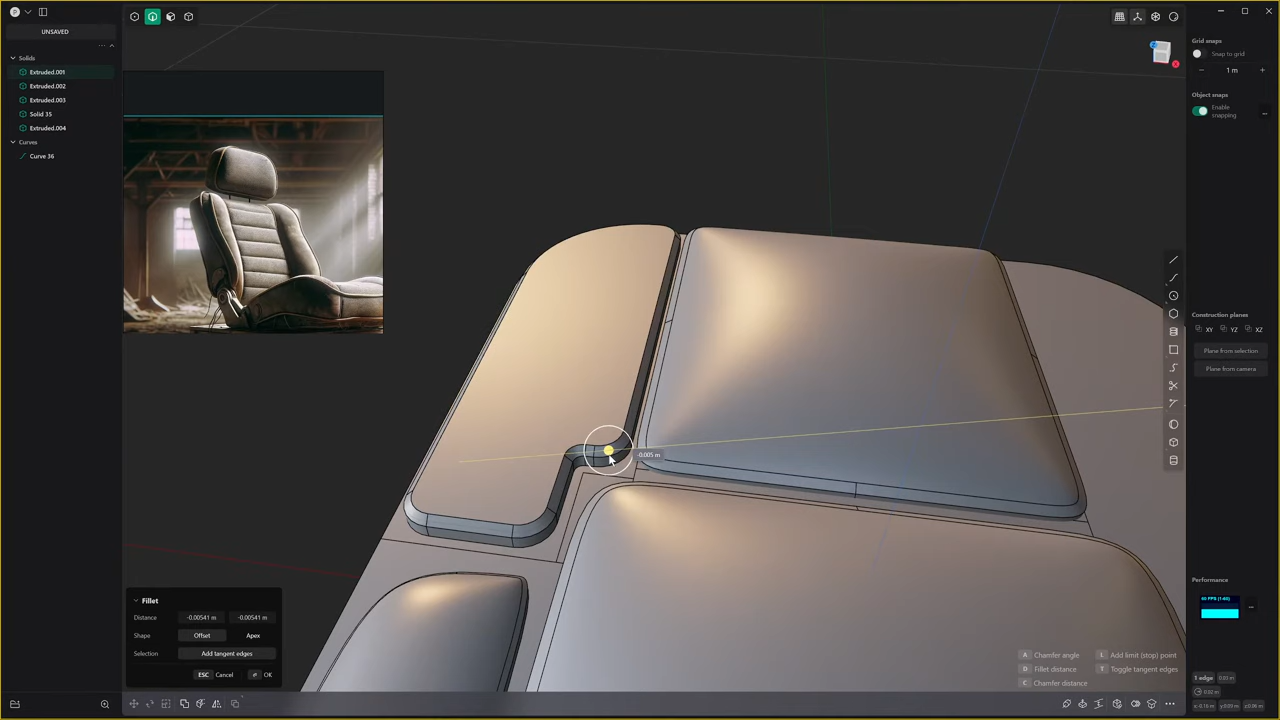 UNSAVED
Solids
Extruded.001
Extruded.002
Extruded.003
Solid 35
Extruded.004
Curves
Curve 36
-0.005 m
Fillet
Distance -0.00541 m -0.00541 m
Shape Offset Apex
Selection Add tangent edges
ESC Cancel OK
A Chamfer angle
D Fillet distance
C Chamfer distance
L Add limit (stop) point
T Toggle tangent edges
Grid snaps
Snap to grid
1 m
Object snaps
Enable snapping
Construction planes
XY YZ XZ
Plane from selection
Plane from camera
Performance
1 edge